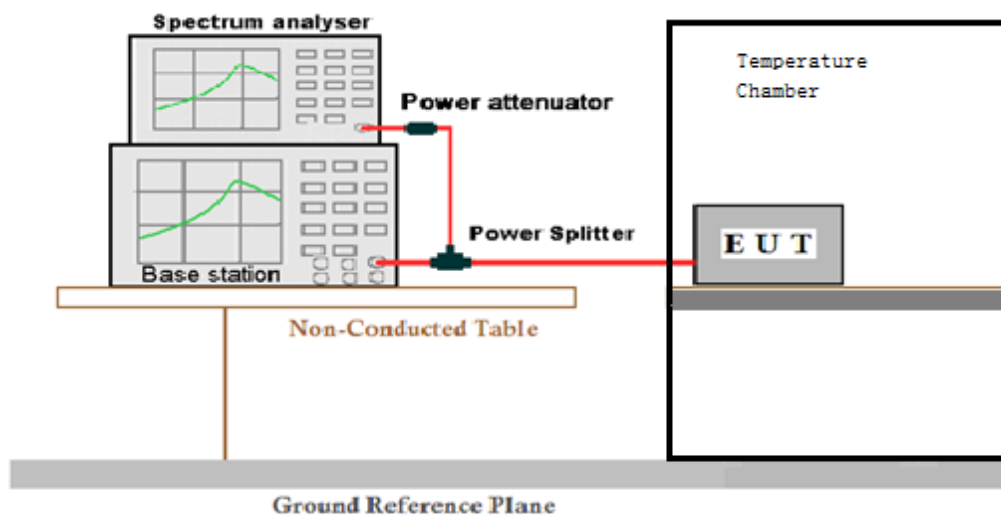 Spectrum analyser
Temperature
Chamber
Power attenuator
Power Splitter
E U T
Base station
Non-Conducted Table
Ground Reference Plane